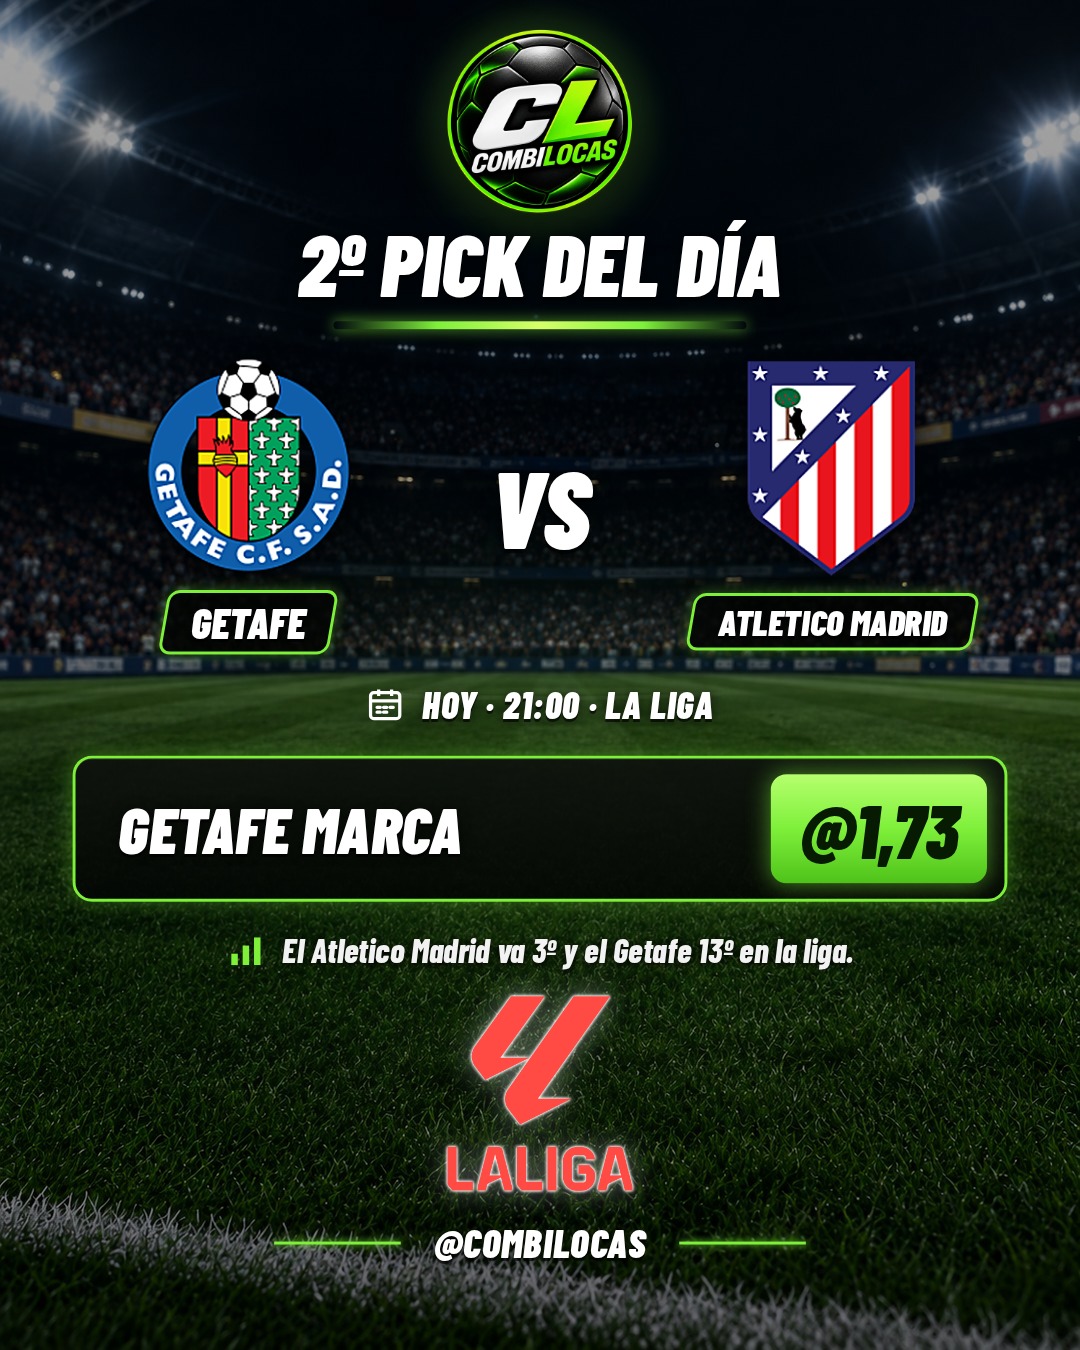 CL
COMBILOCAS
2º PICK DEL DÍA
GETAFE C.F. S.A.D.
VS
GETAFE
ATLETICO MADRID
HOY · 21:00 · LA LIGA
GETAFE MARCA
@1,73
El Atletico Madrid va 3º y el Getafe 13º en la liga.
LALIGA
@COMBILOCAS